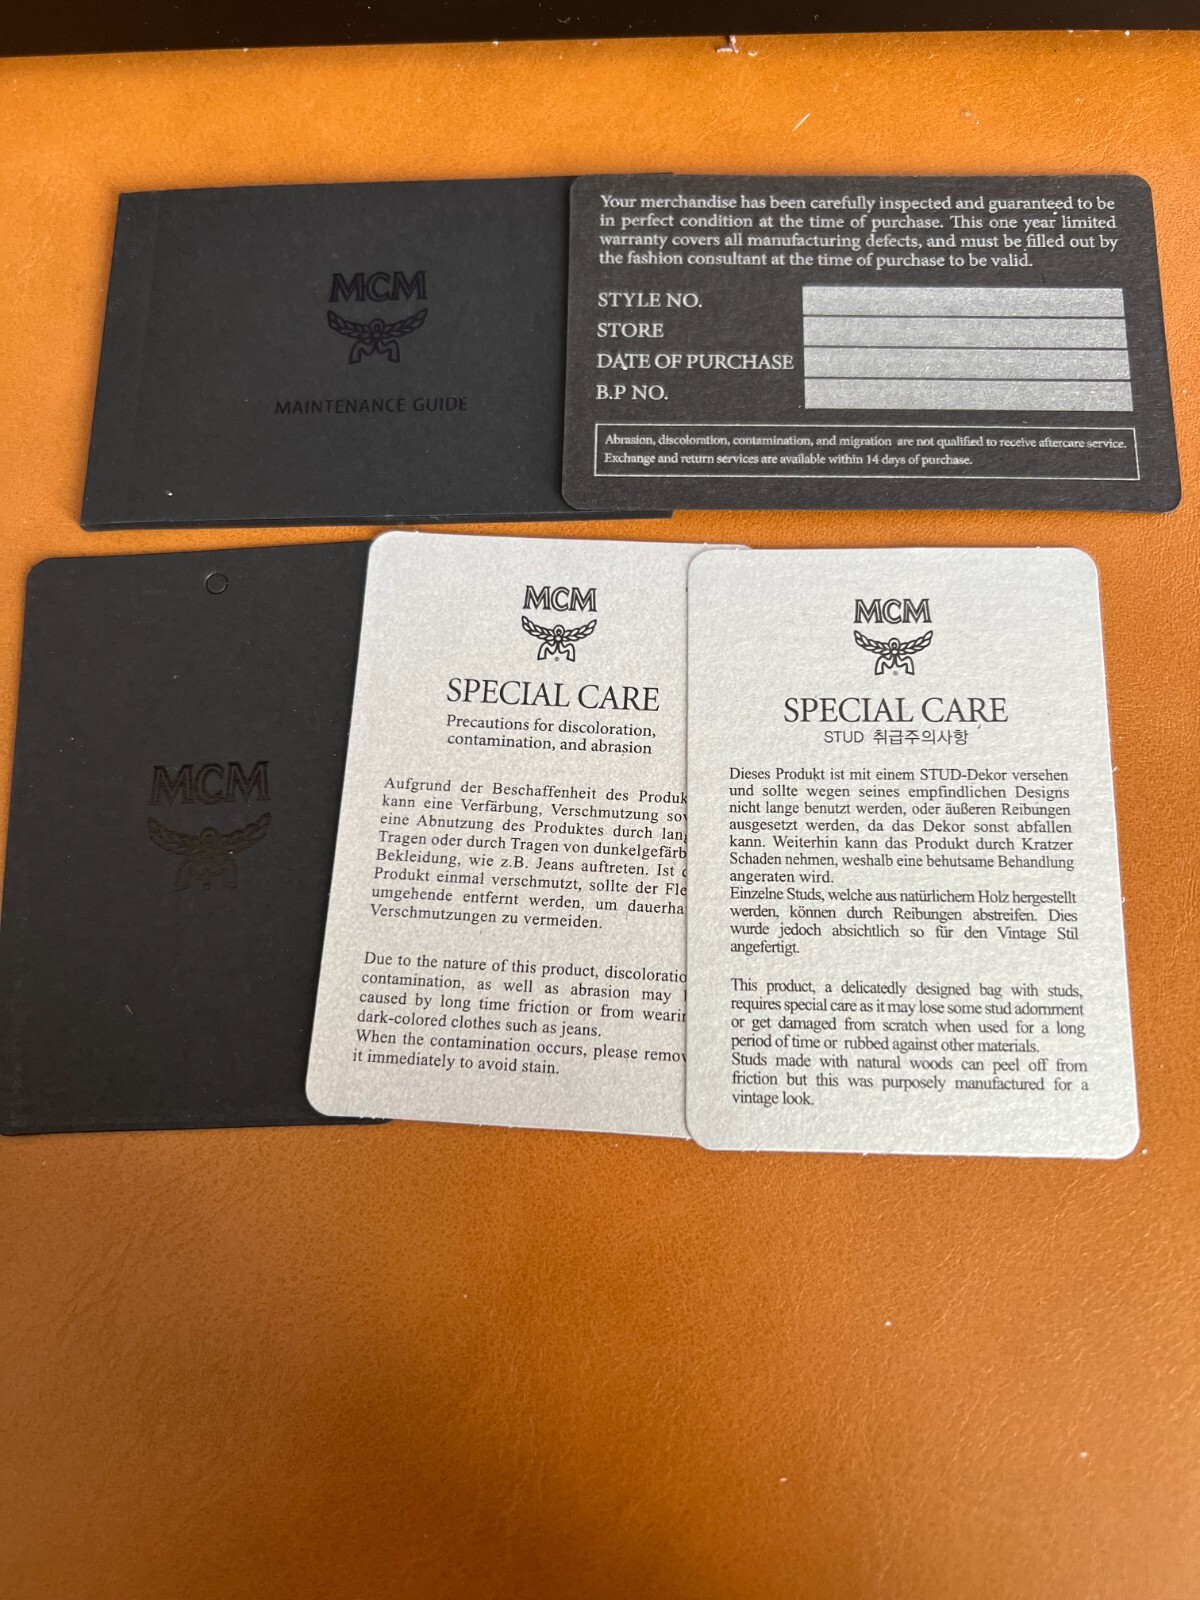 MCM
MAINTENANCE GUIDE
Your merchandise has been carefully inspected and guaranteed to be
in perfect condition at the time of purchase. This one year limited
warranty covers all manufacturing defects, and must be filled out by
the fashion consultant at the time of purchase to be valid.
STYLE NO.
STORE
DATE OF PURCHASE
B.P NO.
Abrasion, discoloration, contamination, and migration are not qualified to receive aftercare service.
Exchange and return services are available within 14 days of purchase.
MCM
MCM
SPECIAL CARE
Precautions for discoloration,
contamination, and abrasion
Aufgrund der Beschaffenheit des Produk
kann eine Verfärbung, Verschmutzung sow
eine Abnutzung des Produktes durch lang
Tragen oder durch Tragen von dunkelgefärb
Bekleidung, wie z.B. Jeans auftreten. Ist d
Produkt einmal verschmutzt, sollte der Fle
umgehende entfernt werden, um dauerha
Verschmutzungen zu vermeiden.
Due to the nature of this product, discoloratio
contamination, as well as abrasion may
caused by long time friction or from wearin
dark-colored clothes such as jeans.
When the contamination occurs, please remov
it immediately to avoid stain.
MCM
SPECIAL CARE
STUD 취급주의사항
Dieses Produkt ist mit einem STUD-Dekor versehen
und sollte wegen seines empfindlichen Designs
nicht lange benutzt werden, oder äußeren Reibungen
ausgesetzt werden, da das Dekor sonst abfallen
kann. Weiterhin kann das Produkt durch Kratzer
Schaden nehmen, weshalb eine behutsame Behandlung
angeraten wird.
Einzelne Studs, welche aus natürlichem Holz hergestellt
werden, können durch Reibungen abstreifen. Dies
wurde jedoch absichtlich so für den Vintage Stil
angefertigt.
This product, a delicatedly designed bag with studs,
requires special care as it may lose some stud adornment
or get damaged from scratch when used for a long
period of time or rubbed against other materials.
Studs made with natural woods can peel off from
friction but this was purposely manufactured for a
vintage look.